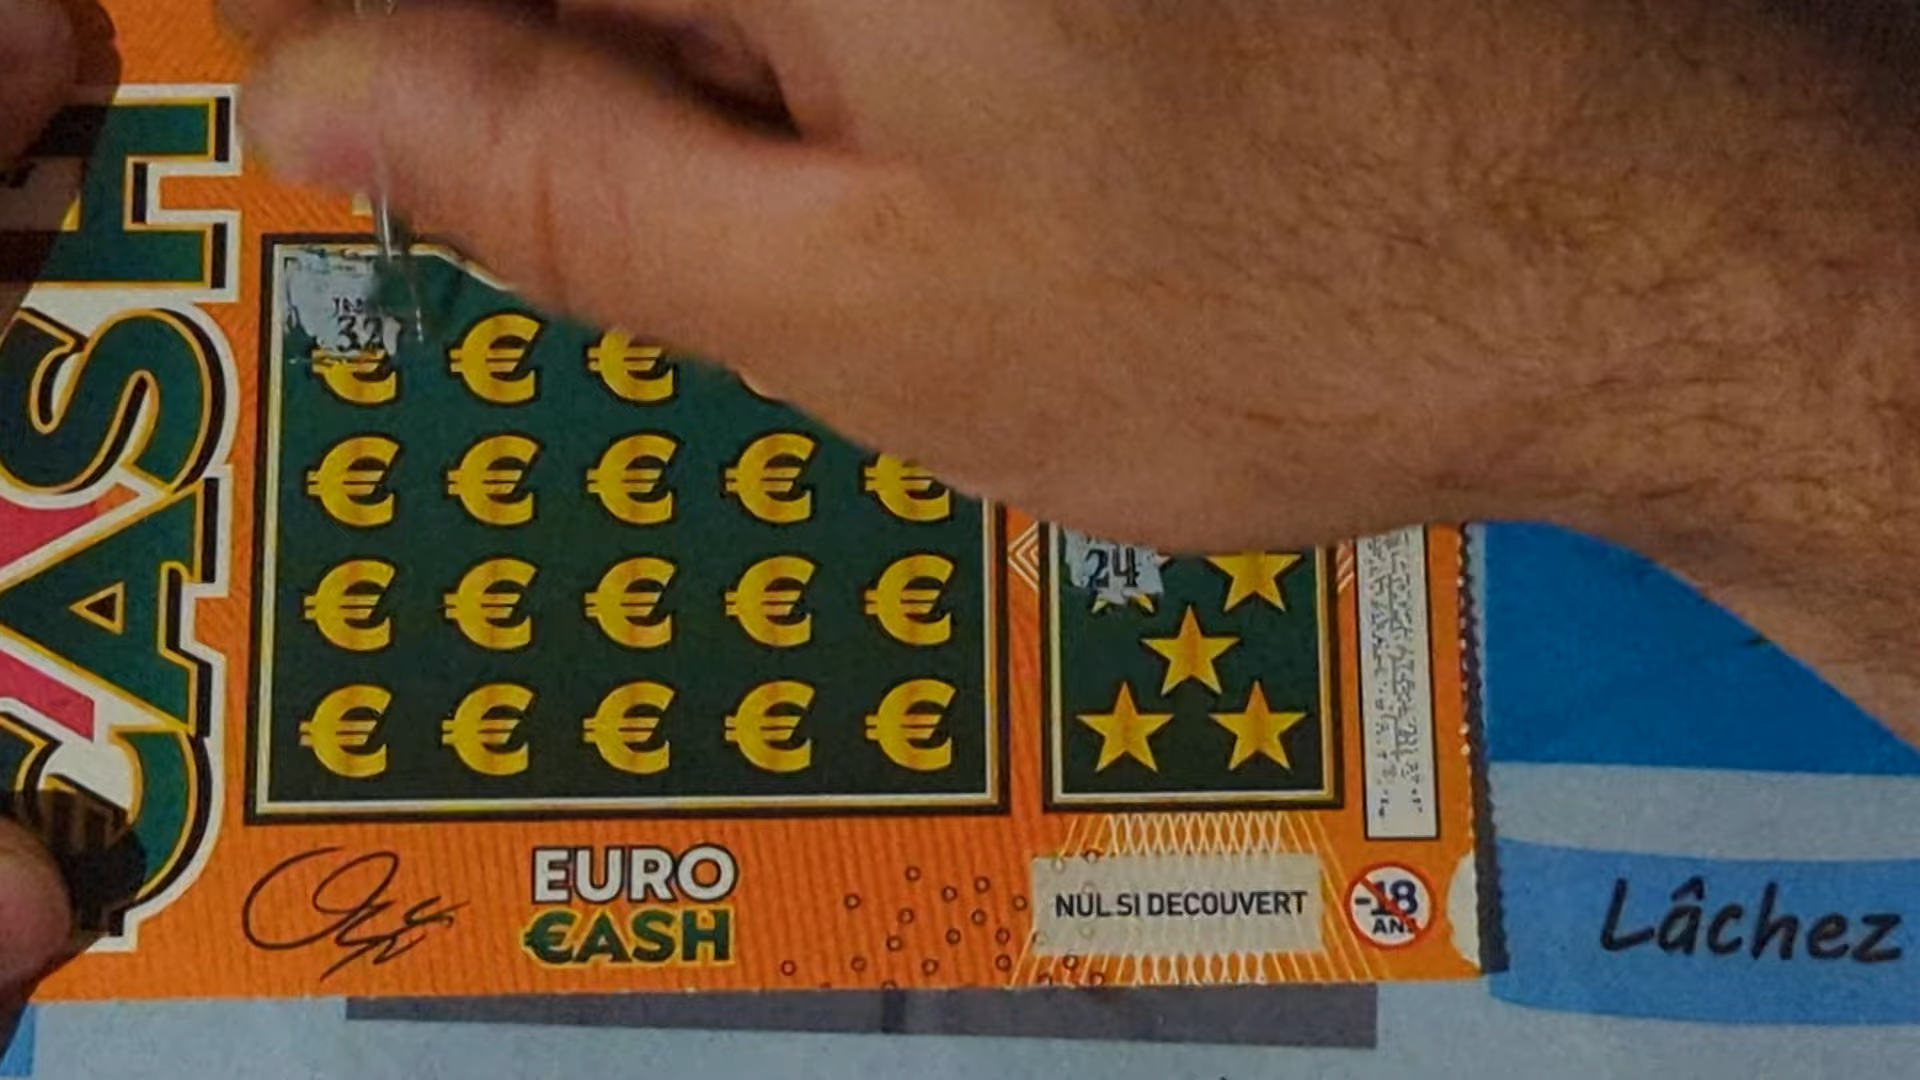 CASH
32
24
EURO
€ASH
NUL SI DECOUVERT
-18
ANS
Lâchez